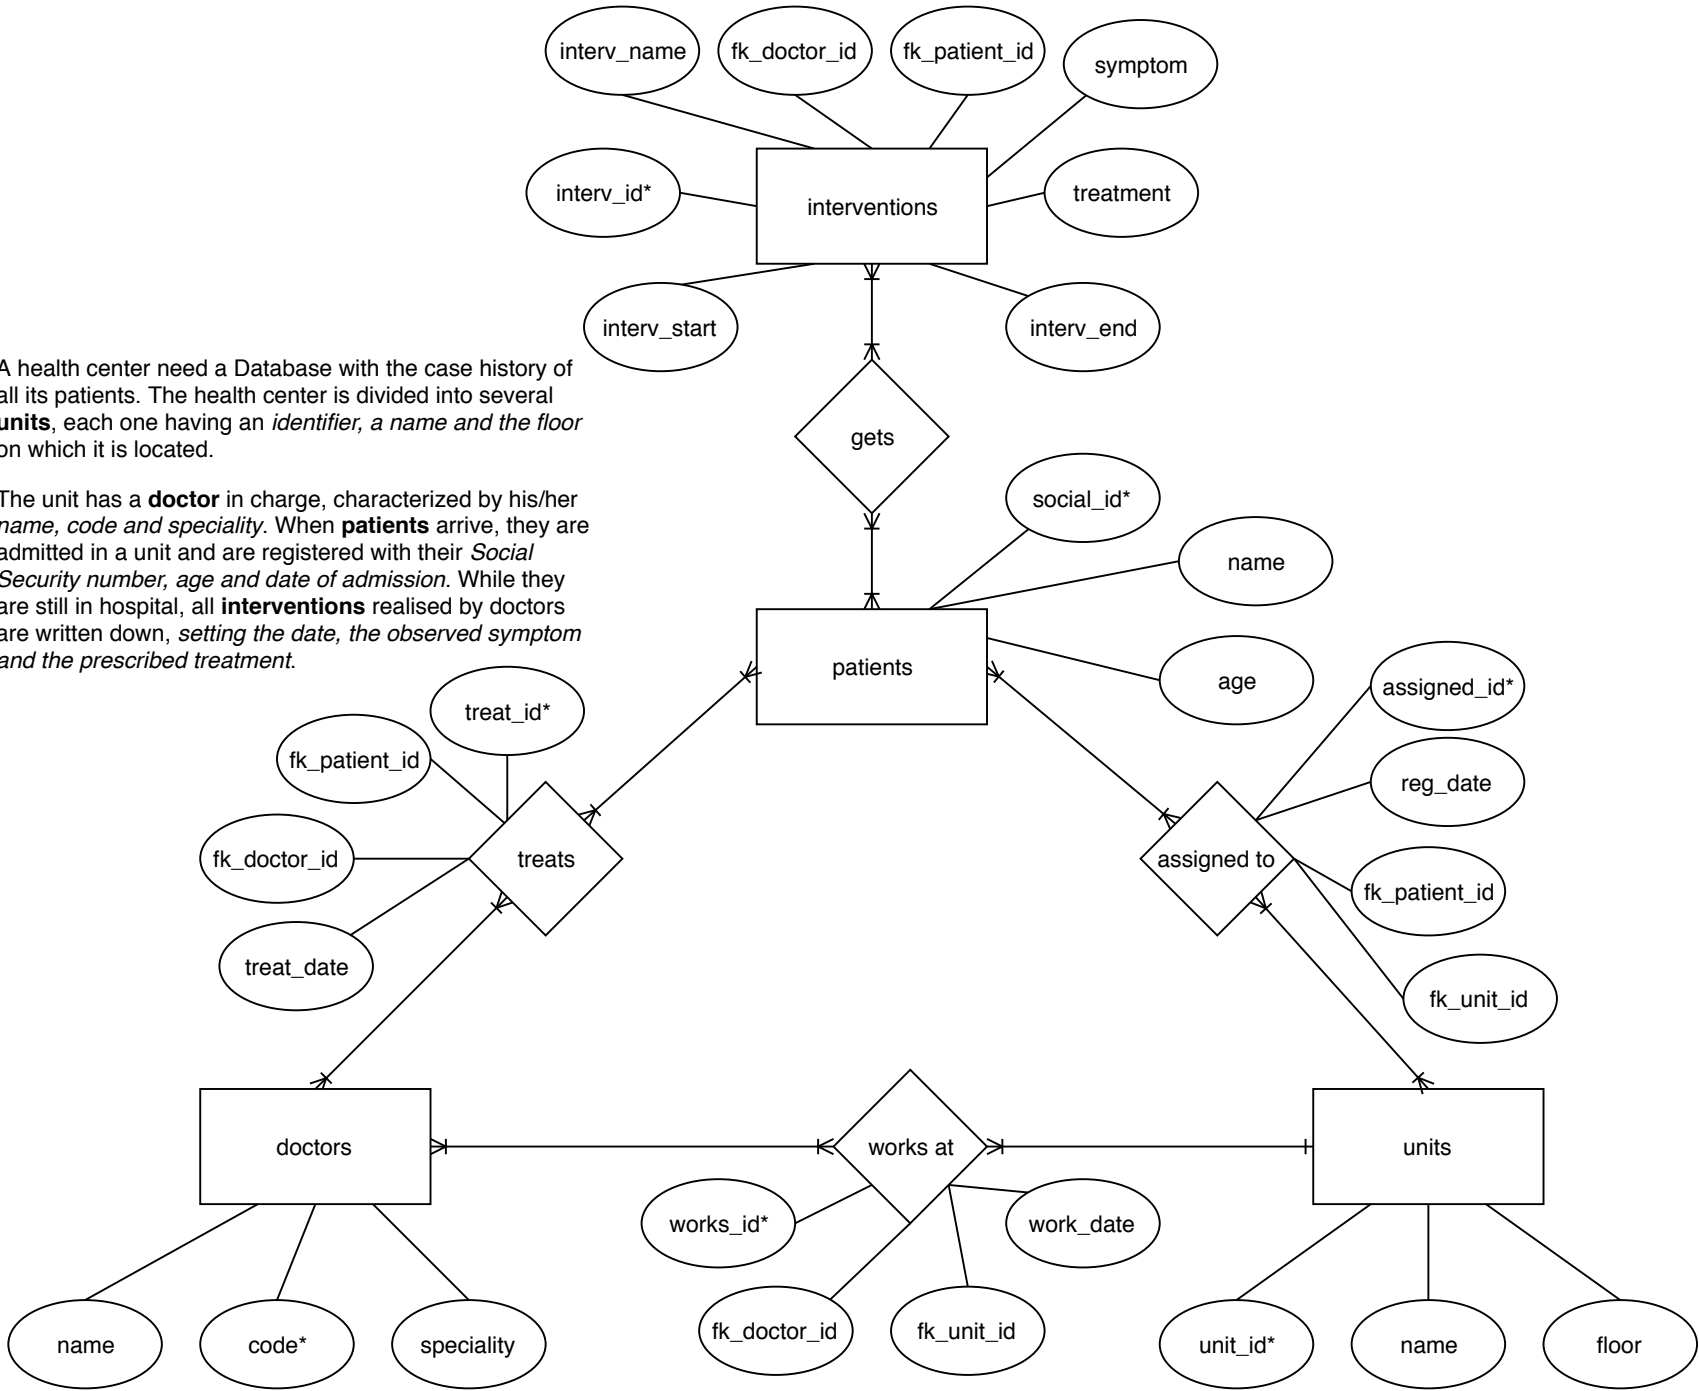 interv_name
fk_doctor_id
fk_patient_id
symptom
interv_id*
interventions
treatment
interv_start
interv_end
A health center need a Database with the case history of
all its patients. The health center is divided into several
units, each one having an identifier, a name and the floor
on which it is located.
The unit has a doctor in charge, characterized by his/her
name, code and speciality. When patients arrive, they are
admitted in a unit and are registered with their Social
Security number, age and date of admission. While they
are still in hospital, all interventions realised by doctors
are written down, setting the date, the observed symptom
and the prescribed treatment.
gets
social_id*
name
patients
age
assigned_id*
treat_id*
fk_patient_id
reg_date
fk_doctor_id
treats
assigned to
fk_patient_id
treat_date
fk_unit_id
doctors
works at
units
works_id*
work_date
fk_doctor_id
fk_unit_id
name
code*
speciality
unit_id*
name
floor